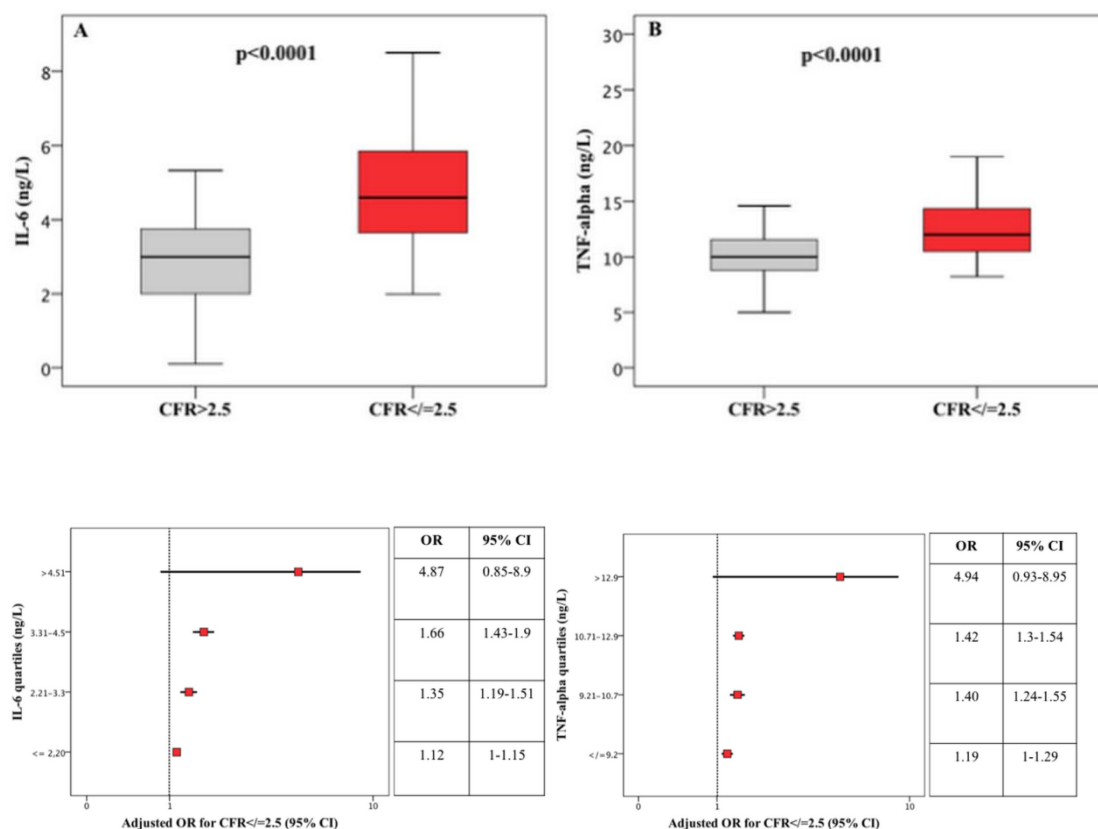 A
p<0.0001
IL-6 (ng/L)
8
6
4
2
0
CFR>2.5
CFR</=2.5
B
p<0.0001
TNF-alpha (ng/L)
30
25
20
15
10
5
0
CFR>2.5
CFR</=2.5
IL-6 quartiles (ng/L)
>4.51
3.31-4.5
2.21-3.3
<= 2.20
0
1
10
Adjusted OR for CFR</=2.5 (95% CI)
OR 95% CI
4.87 0.85-8.9
1.66 1.43-1.9
1.35 1.19-1.51
1.12 1-1.15
TNF-alpha quartiles (ng/L)
>12.9
10.71-12.9
9.21-10.7
</=9.2
0
1
10
Adjusted OR for CFR</=2.5 (95% CI)
OR 95% CI
4.94 0.93-8.95
1.42 1.3-1.54
1.40 1.24-1.55
1.19 1-1.29